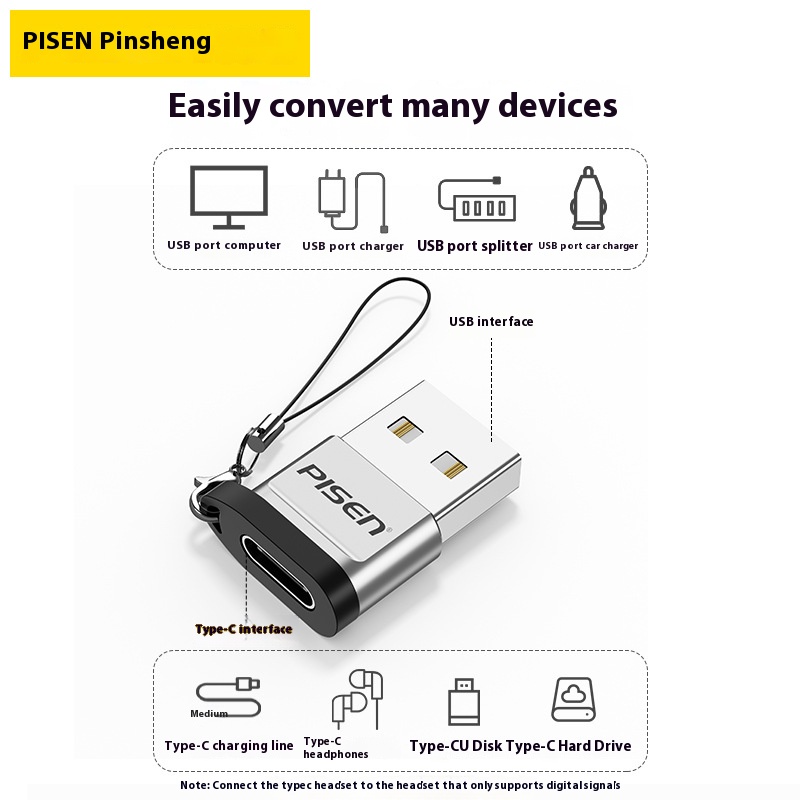 PISEN Pinsheng
Easily convert many devices
USB port computer
USB port charger
USB port splitter
USB port car charger
USB interface
PISEN®
Type-C interface
Medium
Type-C charging line
Type-C
headphones
Type-CU Disk
Type-C Hard Drive
Note: Connect the typec headset to the headset that only supports digital signals